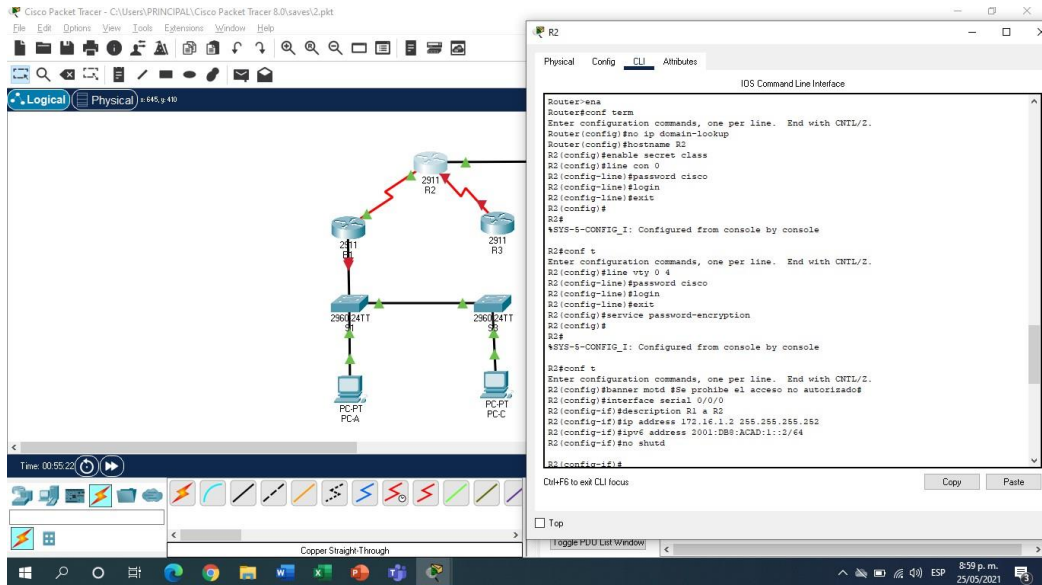 Cisco Packet Tracer - C:\Users\PRINCIPAL\Cisco Packet Tracer 8.0\saves\2.pkt
File Edit Options View Tools Extensions Window Help
Logical Physical x: 645, y: 410
2911
R2
2911
R1
2911
R3
2960 24TT
S1
2960 24TT
S3
PC-PT
PC-A
PC-PT
PC-C
Time: 00:55:22
Copper Straight-Through
R2
Physical Config CLI Attributes
IOS Command Line Interface
Router>ena
Router#conf term
Enter configuration commands, one per line. End with CNTL/Z.
Router(config)#no ip domain-lookup
Router(config)#hostname R2
R2(config)#enable secret class
R2(config)#line con 0
R2(config-line)#password cisco
R2(config-line)#login
R2(config-line)#exit
R2(config)#
R2#
%SYS-5-CONFIG_I: Configured from console by console
R2#conf t
Enter configuration commands, one per line. End with CNTL/Z.
R2(config)#line vty 0 4
R2(config-line)#password cisco
R2(config-line)#login
R2(config-line)#exit
R2(config)#service password-encryption
R2(config)#
R2#
%SYS-5-CONFIG_I: Configured from console by console
R2#conf t
Enter configuration commands, one per line. End with CNTL/Z.
R2(config)#banner motd #Se prohibe el acceso no autorizado#
R2(config)#interface serial 0/0/0
R2(config-if)#description R1 a R2
R2(config-if)#ip address 172.16.1.2 255.255.255.252
R2(config-if)#ipv6 address 2001:DB8:ACAD:1::2/64
R2(config-if)#no shutd
R2(config-if)#
Ctrl+F6 to exit CLI focus
Copy Paste
Top
Toggle PDU List Window
ESP
8:59 p. m.
25/05/2021